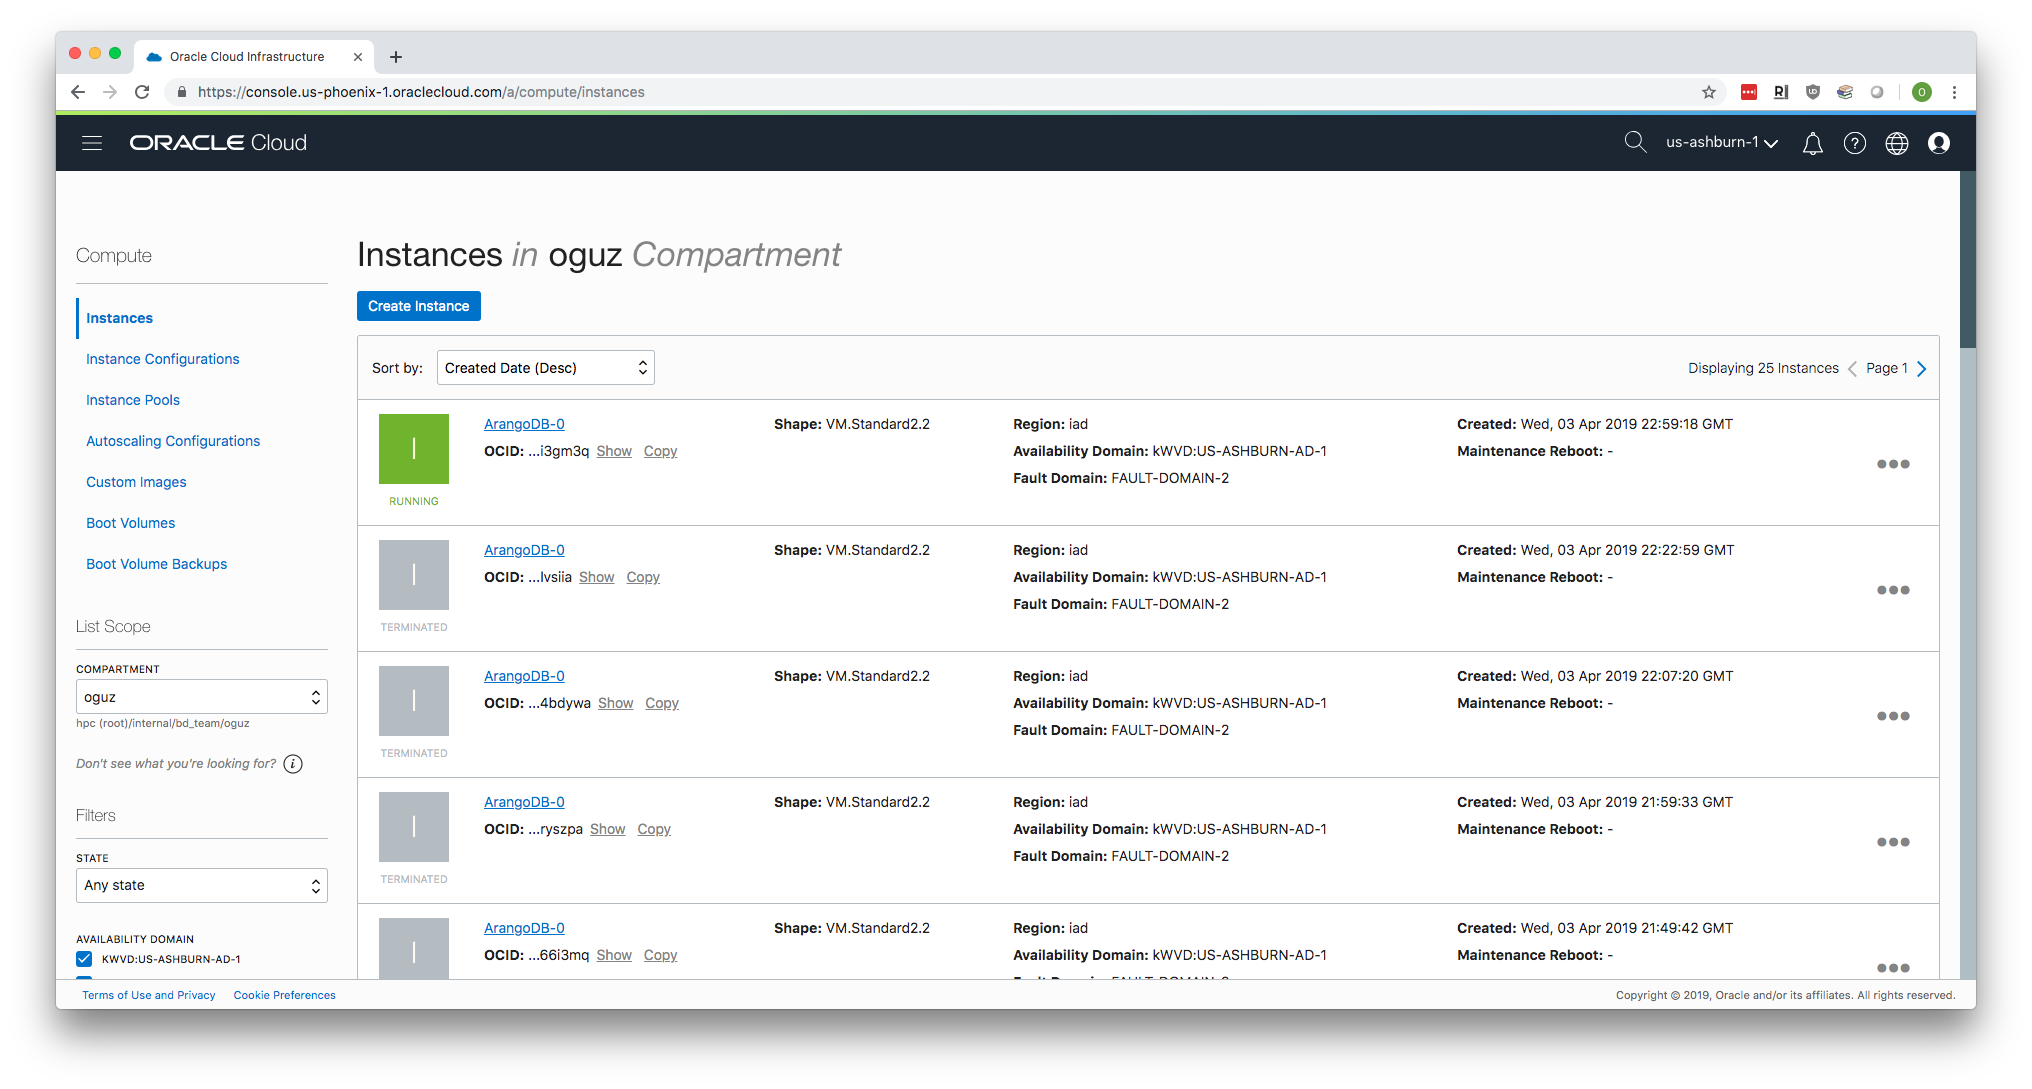 Oracle Cloud Infrastructure
https://console.us-phoenix-1.oraclecloud.com/a/compute/instances
ORACLE Cloud
us-ashburn-1
Compute
Instances
Instance Configurations
Instance Pools
Autoscaling Configurations
Custom Images
Boot Volumes
Boot Volume Backups
List Scope
COMPARTMENT
oguz
hpc (root)/internal/bd_team/oguz
Don't see what you're looking for?
Filters
STATE
Any state
AVAILABILITY DOMAIN
KWVD:US-ASHBURN-AD-1
Instances in oguz Compartment
Create Instance
Sort by: Created Date (Desc)
Displaying 25 Instances Page 1
I
RUNNING
ArangoDB-0
OCID: ...i3gm3q Show Copy
Shape: VM.Standard2.2
Region: iad
Availability Domain: kWVD:US-ASHBURN-AD-1
Fault Domain: FAULT-DOMAIN-2
Created: Wed, 03 Apr 2019 22:59:18 GMT
Maintenance Reboot: -
I
TERMINATED
ArangoDB-0
OCID: ...lvsiia Show Copy
Shape: VM.Standard2.2
Region: iad
Availability Domain: kWVD:US-ASHBURN-AD-1
Fault Domain: FAULT-DOMAIN-2
Created: Wed, 03 Apr 2019 22:22:59 GMT
Maintenance Reboot: -
I
TERMINATED
ArangoDB-0
OCID: ...4bdywa Show Copy
Shape: VM.Standard2.2
Region: iad
Availability Domain: kWVD:US-ASHBURN-AD-1
Fault Domain: FAULT-DOMAIN-2
Created: Wed, 03 Apr 2019 22:07:20 GMT
Maintenance Reboot: -
I
TERMINATED
ArangoDB-0
OCID: ...ryszpa Show Copy
Shape: VM.Standard2.2
Region: iad
Availability Domain: kWVD:US-ASHBURN-AD-1
Fault Domain: FAULT-DOMAIN-2
Created: Wed, 03 Apr 2019 21:59:33 GMT
Maintenance Reboot: -
I
ArangoDB-0
OCID: ...66i3mq Show Copy
Shape: VM.Standard2.2
Region: iad
Availability Domain: kWVD:US-ASHBURN-AD-1
Created: Wed, 03 Apr 2019 21:49:42 GMT
Maintenance Reboot: -
Terms of Use and Privacy Cookie Preferences
Copyright © 2019, Oracle and/or its affiliates. All rights reserved.